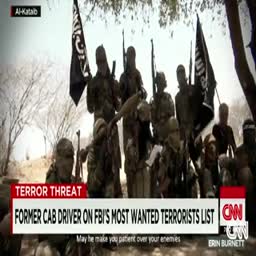 Al-Kataib
TERROR THREAT
FORMER CAB DRIVER ON FBI'S MOST WANTED TERRORISTS LIST
CNN
CNN
May he make you patient over your enemies
ERIN BURNETT